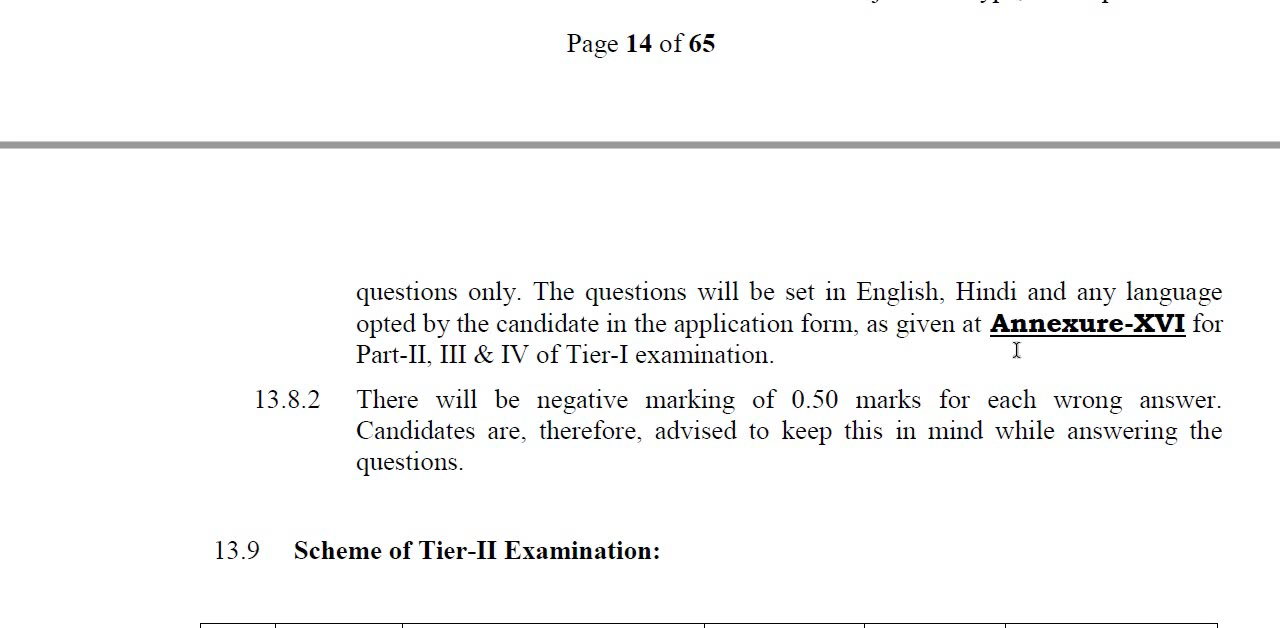 Page 14 of 65
questions only. The questions will be set in English, Hindi and any language
opted by the candidate in the application form, as given at Annexure-XVI for
Part-II, III & IV of Tier-I examination.
13.8.2 There will be negative marking of 0.50 marks for each wrong answer.
Candidates are, therefore, advised to keep this in mind while answering the
questions.
13.9 Scheme of Tier-II Examination: